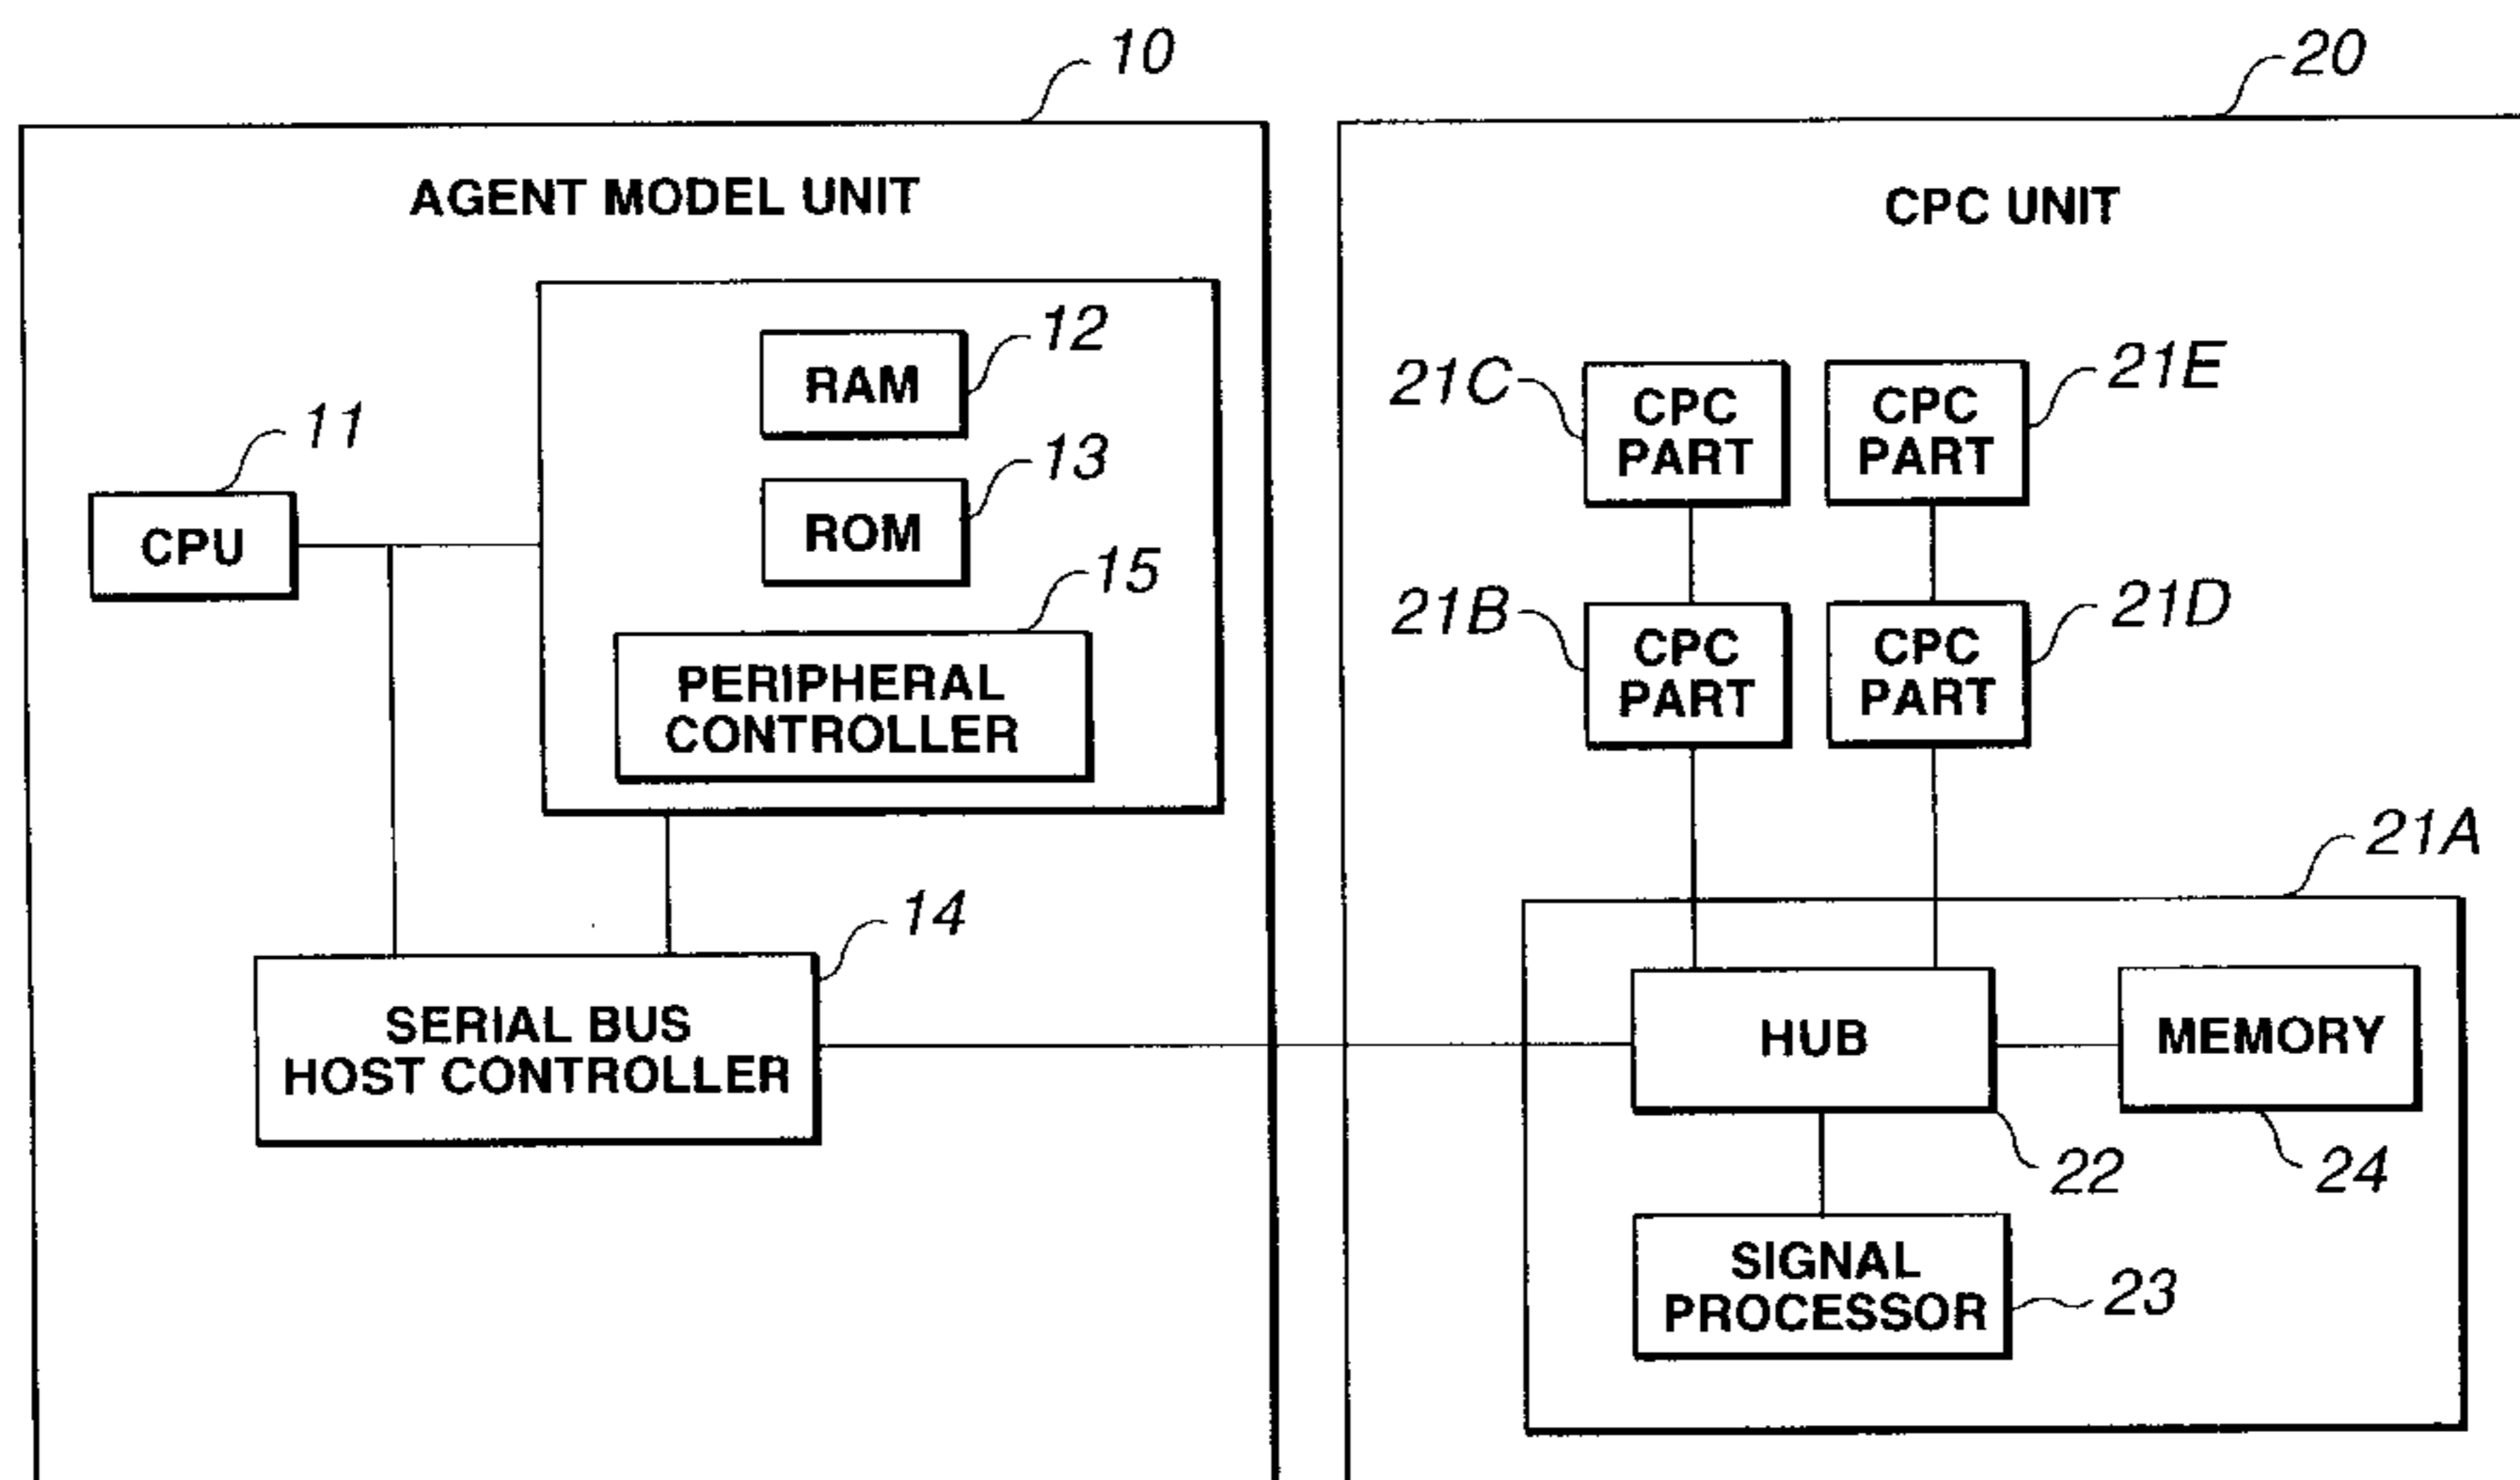 10
20
AGENT MODEL UNIT
CPC UNIT
12
RAM
11
13
CPU
ROM
15
PERIPHERAL
CONTROLLER
14
SERIAL BUS
HOST CONTROLLER
21C
CPC
PART
21E
CPC
PART
21B
CPC
PART
21D
CPC
PART
21A
HUB
MEMORY
22
24
SIGNAL
PROCESSOR
23